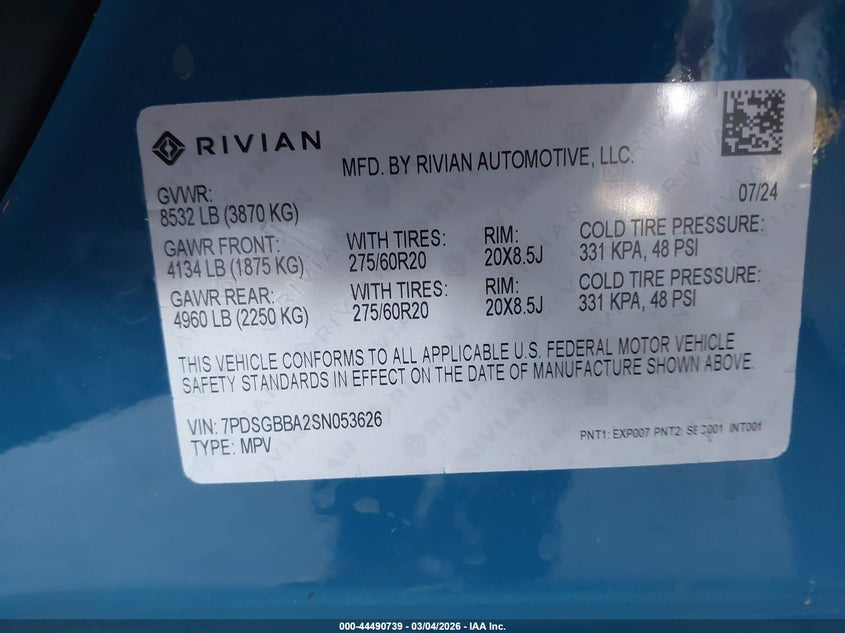 RIVIAN
MFD. BY RIVIAN AUTOMOTIVE, LLC.
07/24
GVWR:
8532 LB (3870 KG)
GAWR FRONT: WITH TIRES: RIM: COLD TIRE PRESSURE:
4134 LB (1875 KG) 275/60R20 20X8.5J 331 KPA, 48 PSI
GAWR REAR: WITH TIRES: RIM: COLD TIRE PRESSURE:
4960 LB (2250 KG) 275/60R20 20X8.5J 331 KPA, 48 PSI
THIS VEHICLE CONFORMS TO ALL APPLICABLE U.S. FEDERAL MOTOR VEHICLE
SAFETY STANDARDS IN EFFECT ON THE DATE OF MANUFACTURE SHOWN ABOVE.
VIN: 7PDSGBBA2SN053626
TYPE: MPV
PNT1: EXP007 PNT2: INT001
000-44490739 - 03/04/2026 - IAA Inc.